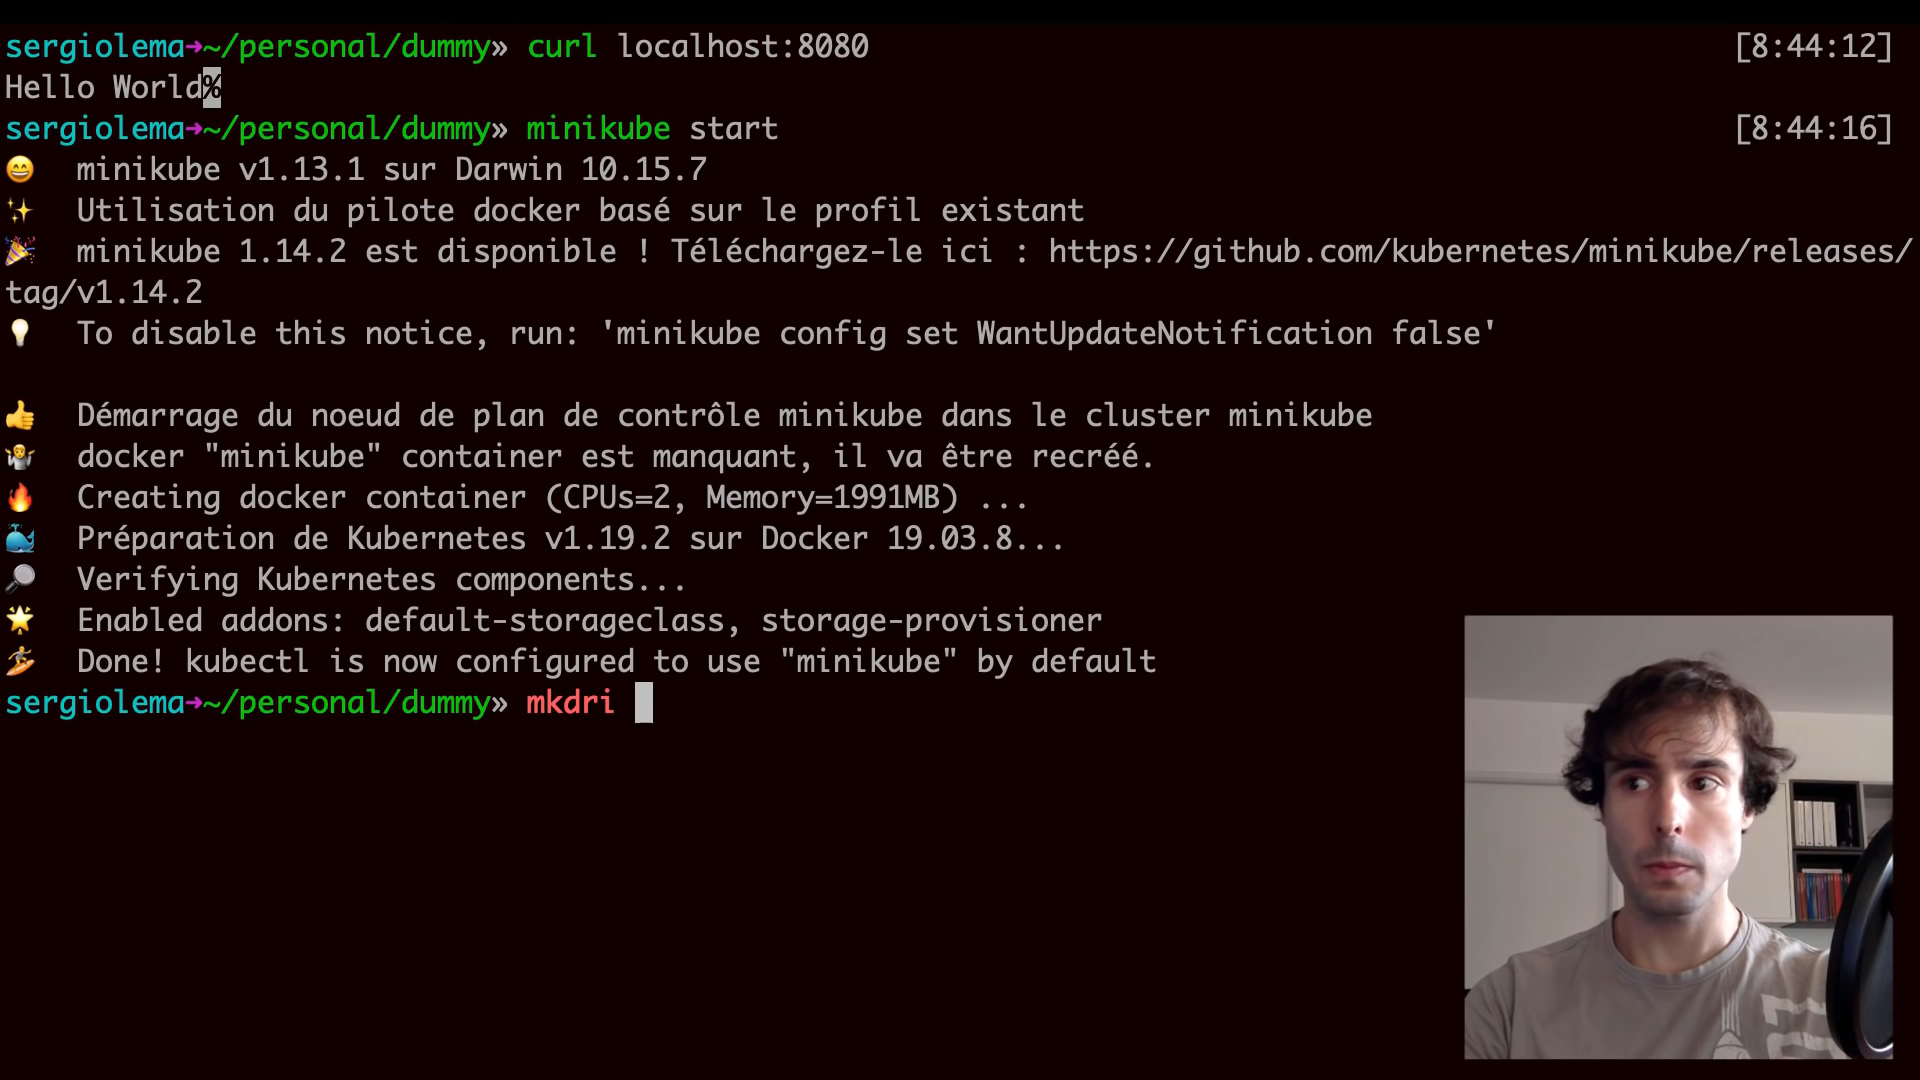 sergiolema→~/personal/dummy» curl localhost:8080 [8:44:12]
Hello World%
sergiolema→~/personal/dummy» minikube start [8:44:16]
minikube v1.13.1 sur Darwin 10.15.7
Utilisation du pilote docker basé sur le profil existant
minikube 1.14.2 est disponible ! Téléchargez-le ici : https://github.com/kubernetes/minikube/releases/
tag/v1.14.2
To disable this notice, run: 'minikube config set WantUpdateNotification false'
Démarrage du noeud de plan de contrôle minikube dans le cluster minikube
docker "minikube" container est manquant, il va être recréé.
Creating docker container (CPUs=2, Memory=1991MB) ...
Préparation de Kubernetes v1.19.2 sur Docker 19.03.8...
Verifying Kubernetes components...
Enabled addons: default-storageclass, storage-provisioner
Done! kubectl is now configured to use "minikube" by default
sergiolema→~/personal/dummy» mkdri